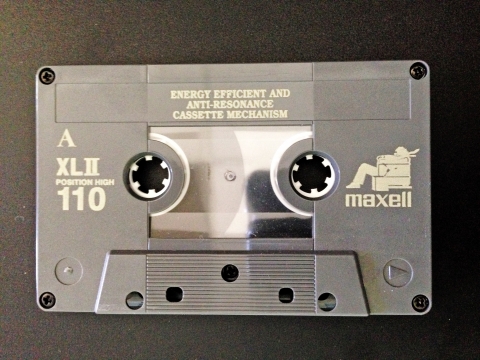 ENERGY EFFICIENT AND
ANTI-RESONANCE
CASSETTE MECHANISM
A
XLII
POSITION HIGH
110
maxell